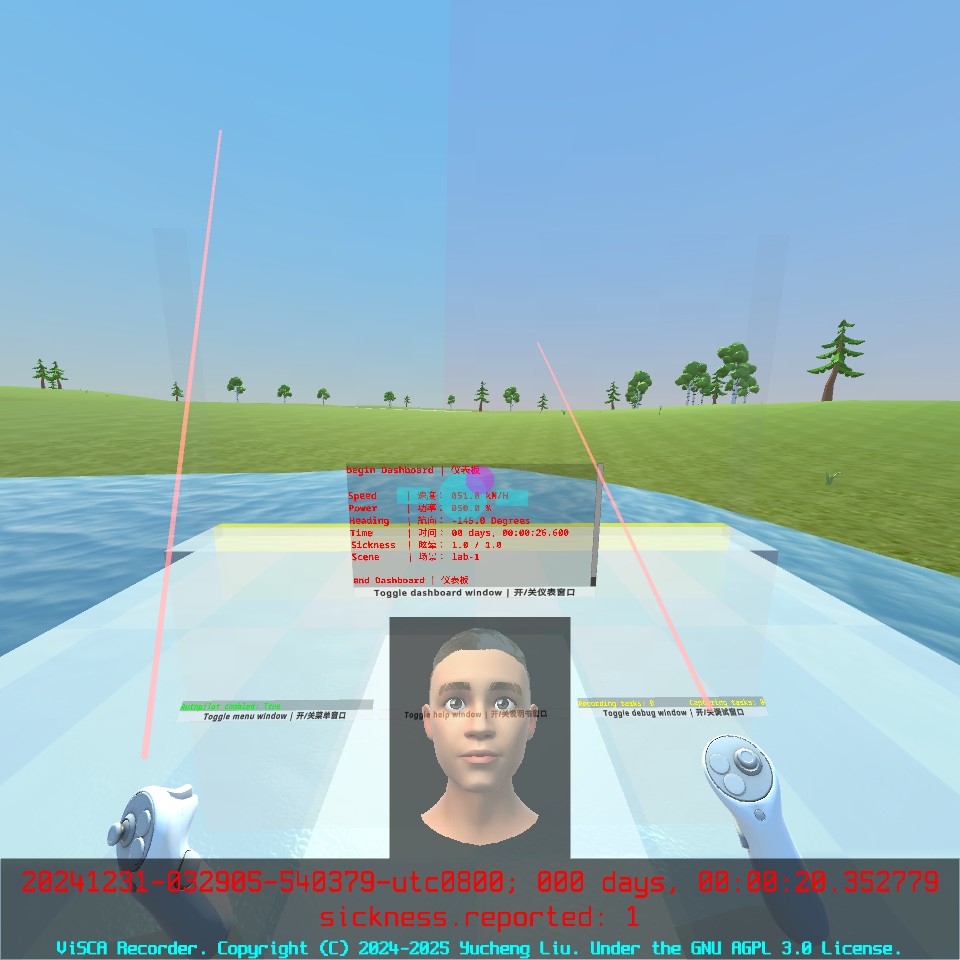 begin Dashboard | 仪表板
Speed | 速度: 051.0 kM/H
Power | 功率: 050.0 %
Heading | 航向: -145.0 Degrees
Time | 时间: 00 days, 00:00:26.600
Sickness | 眩晕: 1.0 / 1.0
Scene | 场景: lab-1
end Dashboard | 仪表板
Toggle dashboard window | 开/关仪表窗口
Autopilot enabled: True
Toggle menu window | 开/关菜单窗口
Toggle help window | 开/关说明书窗口
Recording tasks: 0 Capturing tasks: 0
Toggle debug window | 开/关调试窗口
20241231-032905-540379-utc0800; 000 days, 00:00:20.352779
sickness.reported: 1
ViSCA Recorder. Copyright (C) 2024-2025 Yucheng Liu. Under the GNU AGPL 3.0 License.